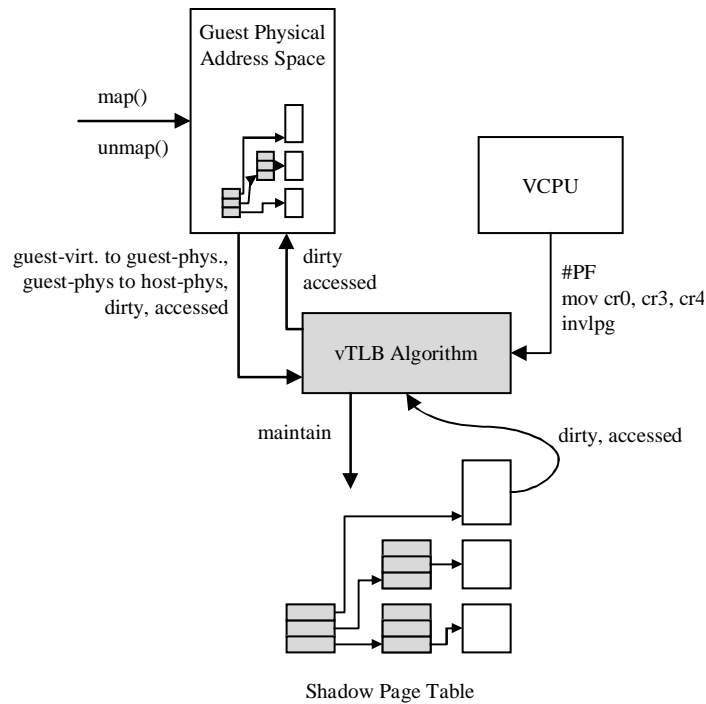 Guest Physical
Address Space
map()
unmap()
VCPU
guest-virt. to guest-phys.,
guest-phys to host-phys,
dirty, accessed
dirty
accessed
#PF
mov cr0, cr3, cr4
invlpg
vTLB Algorithm
maintain
dirty, accessed
Shadow Page Table